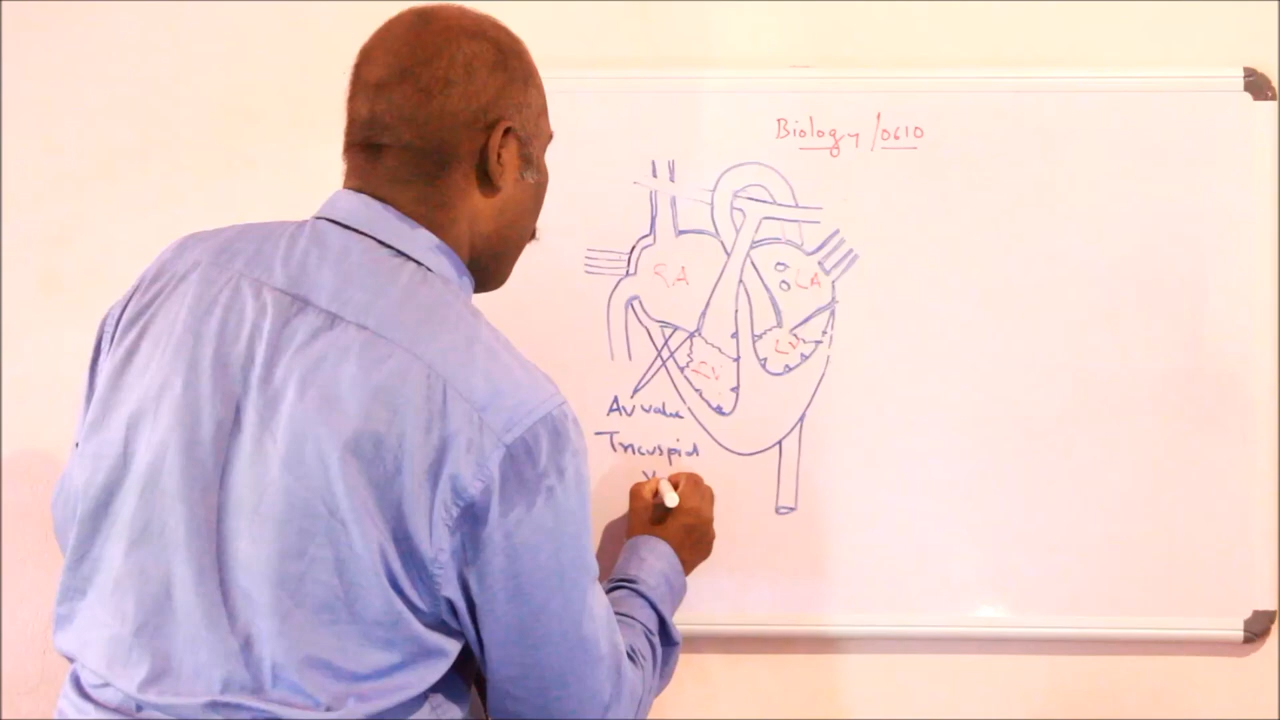 Biology /0610
RA
LA
LV
RV
AV valve
Tricuspid
V